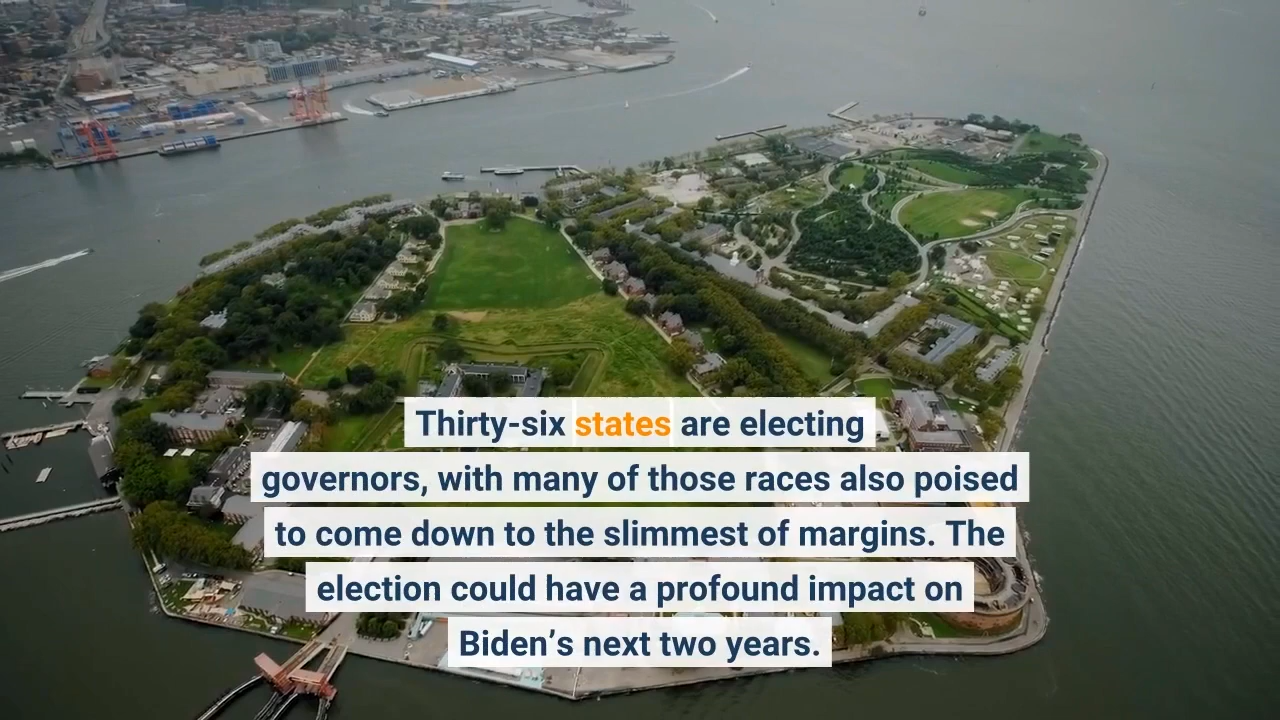 Thirty-six states are electing
governors, with many of those races also poised
to come down to the slimmest of margins. The
election could have a profound impact on
Biden’s next two years.